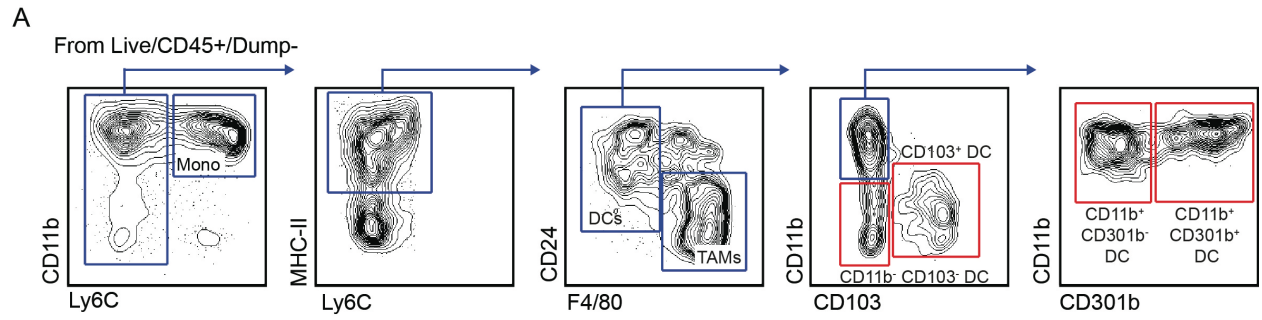 A
From Live/CD45+/Dump-
CD11b
Mono
Ly6C
MHC-II
Ly6C
CD24
DCs
TAMs
F4/80
CD11b
CD103⁺ DC
CD11b⁻ CD103⁻ DC
CD103
CD11b
CD11b⁺
CD301b⁻
DC
CD11b⁺
CD301b⁺
DC
CD301b